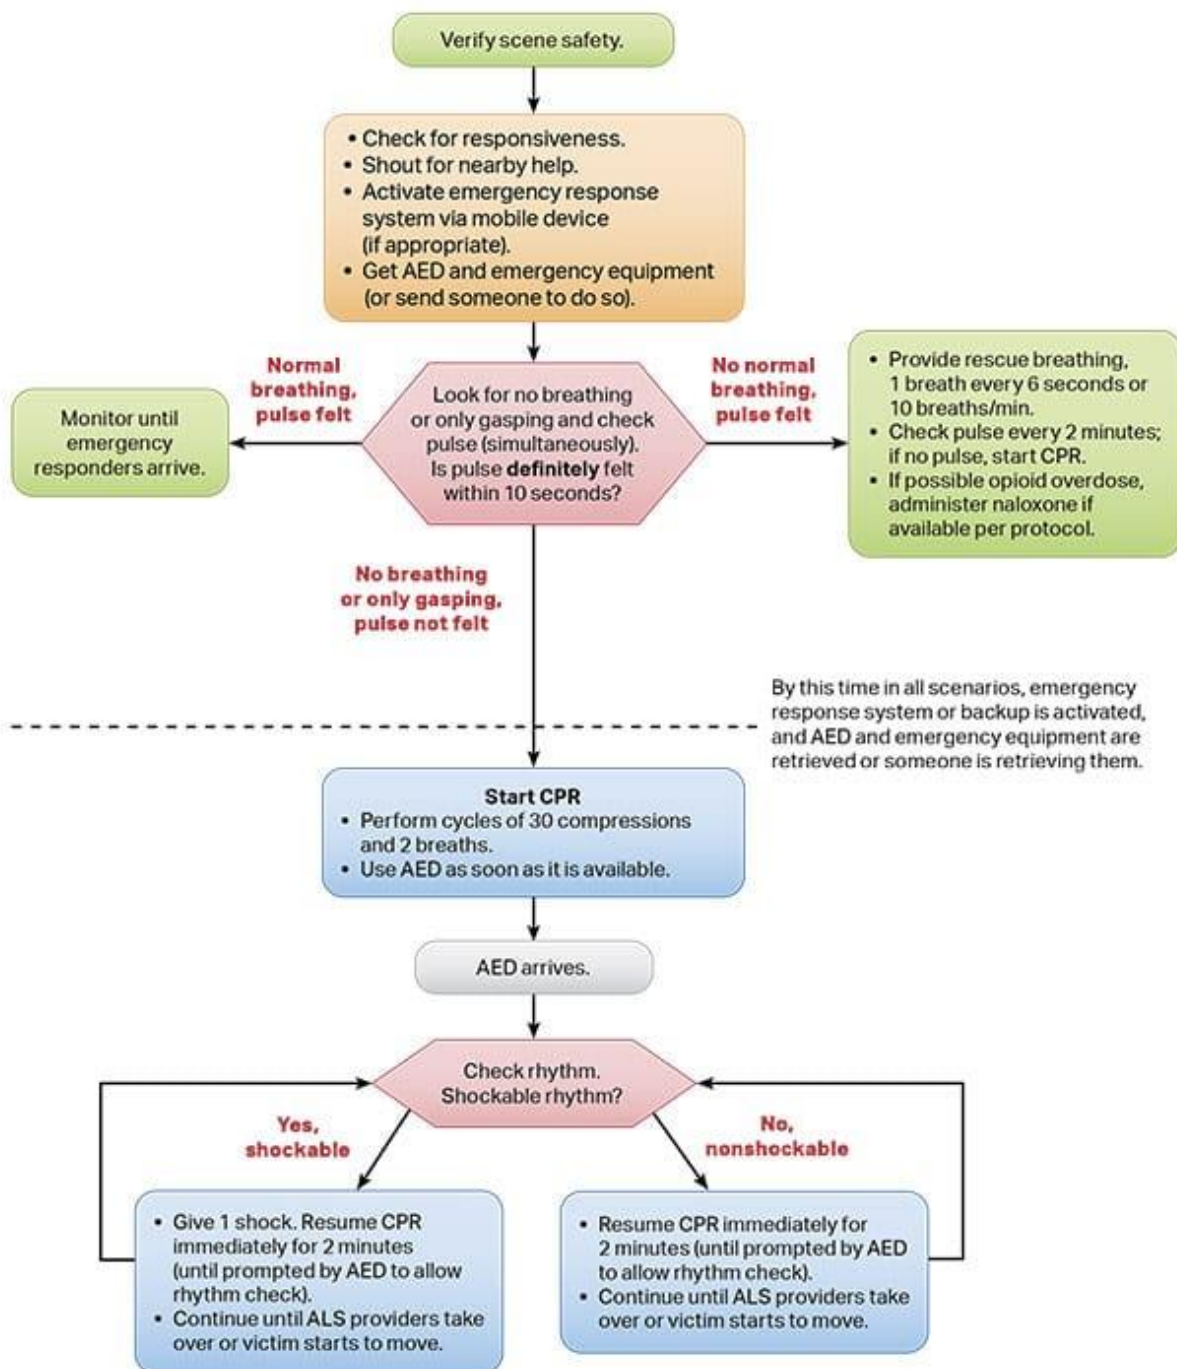 Verify scene safety.
• Check for responsiveness.
• Shout for nearby help.
• Activate emergency response
system via mobile device
(if appropriate).
• Get AED and emergency equipment
(or send someone to do so).
Normal
breathing,
pulse felt
No normal
breathing,
pulse felt
Monitor until
emergency
responders arrive.
Look for no breathing
or only gasping and check
pulse (simultaneously).
Is pulse definitely felt
within 10 seconds?
• Provide rescue breathing,
1 breath every 6 seconds or
10 breaths/min.
• Check pulse every 2 minutes;
if no pulse, start CPR.
• If possible opioid overdose,
administer naloxone if
available per protocol.
No breathing
or only gasping,
pulse not felt
By this time in all scenarios, emergency
response system or backup is activated,
and AED and emergency equipment are
retrieved or someone is retrieving them.
Start CPR
• Perform cycles of 30 compressions
and 2 breaths.
• Use AED as soon as it is available.
AED arrives.
Check rhythm.
Shockable rhythm?
Yes,
shockable
No,
nonshockable
• Give 1 shock. Resume CPR
immediately for 2 minutes
(until prompted by AED to allow
rhythm check).
• Continue until ALS providers take
over or victim starts to move.
• Resume CPR immediately for
2 minutes (until prompted by AED
to allow rhythm check).
• Continue until ALS providers take
over or victim starts to move.